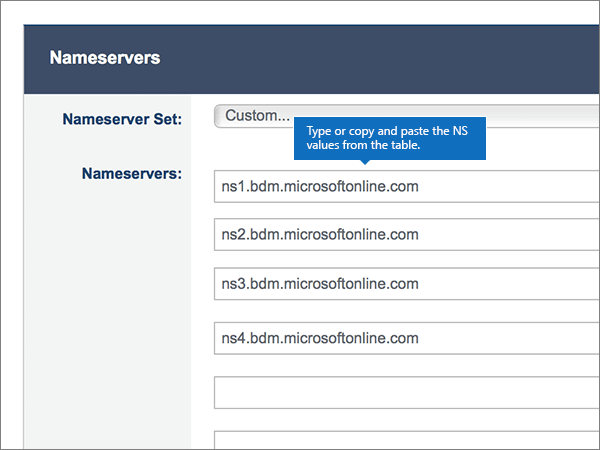 Nameservers
Nameserver Set:
Custom...
Type or copy and paste the NS
values from the table.
Nameservers:
ns1.bdm.microsoftonline.com
ns2.bdm.microsoftonline.com
ns3.bdm.microsoftonline.com
ns4.bdm.microsoftonline.com